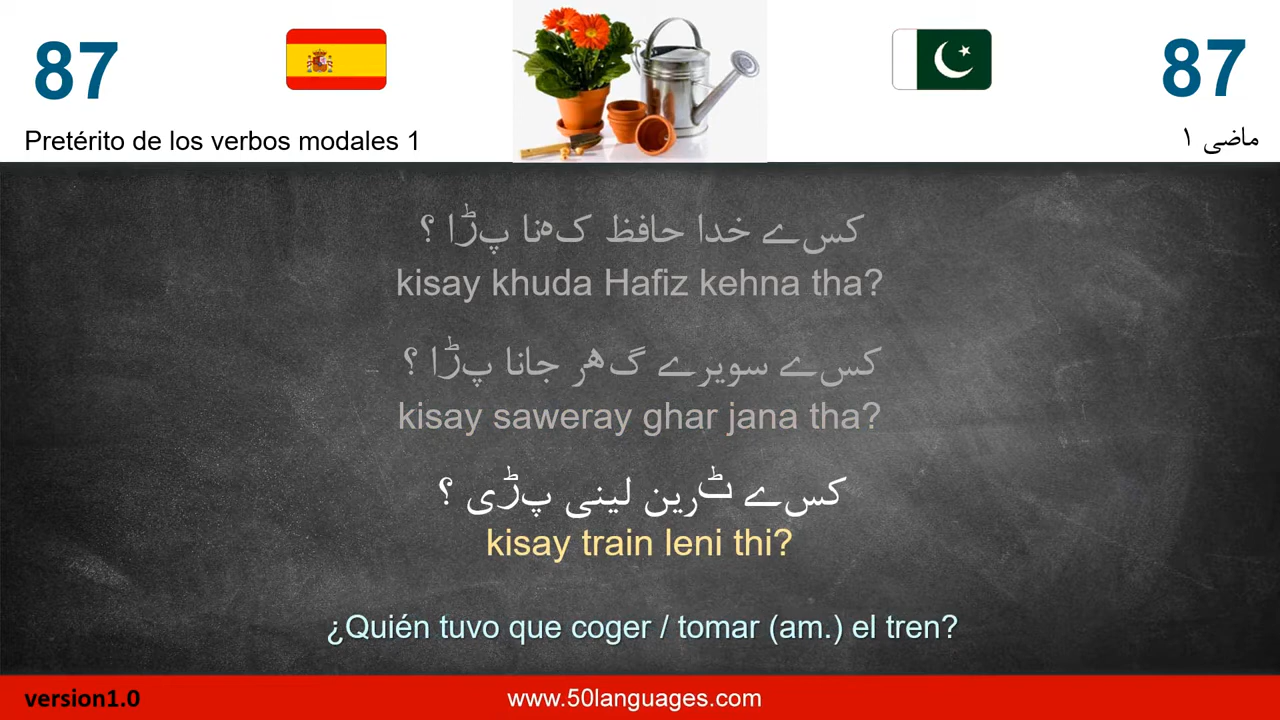 87
87
Pretérito de los verbos modales 1
ماضی ۱
کسے خدا حافظ کہنا پڑا ؟
kisay khuda Hafiz kehna tha?
کسے سویرے گھر جانا پڑا ؟
kisay saweray ghar jana tha?
کسے ٹرین لینی پڑی ؟
kisay train leni thi?
¿Quién tuvo que coger / tomar (am.) el tren?
version1.0
www.50languages.com